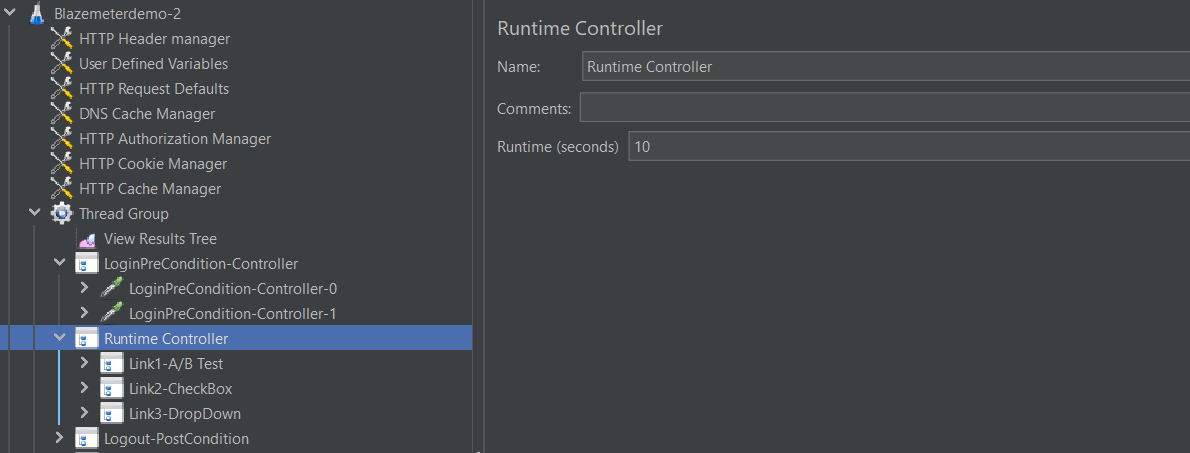 Blazemeterdemo-2
HTTP Header manager
User Defined Variables
HTTP Request Defaults
DNS Cache Manager
HTTP Authorization Manager
HTTP Cookie Manager
HTTP Cache Manager
Thread Group
View Results Tree
LoginPreCondition-Controller
LoginPreCondition-Controller-0
LoginPreCondition-Controller-1
Runtime Controller
Link1-A/B Test
Link2-CheckBox
Link3-DropDown
Logout-PostCondition
Runtime Controller
Name: Runtime Controller
Comments:
Runtime (seconds) 10